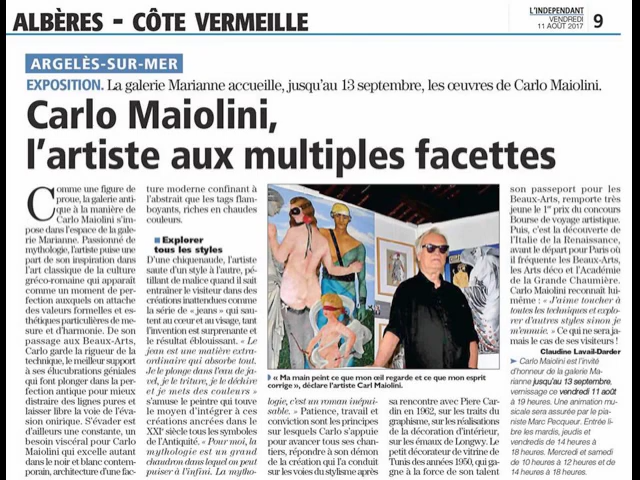 ALBÈRES - CÔTE VERMEILLE
L'INDEPENDANT
VENDREDI
11 AOÛT 2017
9
ARGELÈS-SUR-MER
EXPOSITION. La galerie Marianne accueille, jusqu'au 13 septembre, les œuvres de Carlo Maiolini.
Carlo Maiolini,
l'artiste aux multiples facettes
Comme une figure de
proue, la galerie anti-
que à la manière de
Carlo Maiolini s'im-
pose dans l'espace de la gale-
rie Marianne. Passionné de
mythologie, l'artiste puise une
part de son inspiration dans
l'art classique de la culture
gréco-romaine qui apparaît
comme un moment de per-
fection auxquels on attache
des valeurs formelles et es-
thétiques particulières de mesu-
re et d'harmonie. De son
passage aux Beaux-Arts,
Carlo garde la rigueur de la
technique, le meilleur support
à ses élucubrations géniales
qui font plonger dans la perfec-
tion antique pour mieux
distraire des lignes pures et
laisser libre la voie de l'éva-
sion onirique. S'évader est
d'ailleurs une constante, un
besoin viscéral pour Carlo
Maiolini qui excelle autant
dans le noir et blanc contem-
porain, architecture d'une fac-
ture moderne confinant à
l'abstrait que les tags flam-
boyants, riches en chaudes
couleurs.
■ Explorer
tous les styles
D'une chiquenaude, l'artiste
saute d'un style à l'autre, pé-
tillant de malice quand il sait
entraîner le visiteur dans des
créations inattendues comme
la série de « jeans » qui sau-
tent au cœur et au visage, tant
l'invention est surprenante et
le résultat éblouissant. « Le
jean est une matière extra-
ordinaire qui absorbe tout.
Je le plonge dans l'eau de ja-
vel, je le triture, je le déchire
et je mets des couleurs »
s'amuse le peintre qui trouve
le moyen d'intégrer à ces
créations ancrées dans le
XXIe siècle tous les symboles
de l'Antiquité. « Pour moi, la
mythologie est un grand
chaudron dans lequel on peut
puiser à l'infini. La mytho-
♦ « Ma main peint ce que mon œil regarde et ce que mon esprit
corrige », déclare l'artiste Carl Maiolini.
logie, c'est un roman inépui-
sable. » Patience, travail et
conviction sont les principes
sur lesquels Carlo s'appuie
pour avancer tous ses chan-
tiers, répondre à son démon
de la création qui l'a conduit
sur les voies du stylisme après
sa rencontre avec Pierre Car-
din en 1962, sur les traits du
graphisme, sur les réalisations
de la décoration d'intérieur,
sur les émaux de Longwy. Le
petit décorateur de vitrine de
Tunis des années 1950, qui ga-
gne à la force de son talent
son passeport pour les
Beaux-Arts, remporte très
jeune le 1er prix du concours
Bourse de voyage artistique.
Puis, c'est la découverte de
l'Italie de la Renaissance,
avant le départ pour Paris où
il fréquente les Beaux-Arts,
les Arts déco et l'Académie
de la Grande Chaumière.
Carlo Maiolini reconnaît lui-
même : « J'aime toucher à
toutes les techniques et explo-
rer d'autres styles sinon je
m'ennuie. » Ce qui ne sera ja-
mais le cas de ses visiteurs !
Claudine Lavail-Darder
➤ Carlo Maiolini est l'invité
d'honneur de la galerie Ma-
rianne jusqu'au 13 septembre,
vernissage ce vendredi 11 août
à 19 heures. Une animation mu-
sicale sera assurée par le pia-
niste Marc Pecqueur. Entrée
libre les mardis, jeudis et
vendredis de 14 heures à
18 heures. Mercredi et samedi
de 10 heures à 12 heures et de
14 heures à 18 heures.